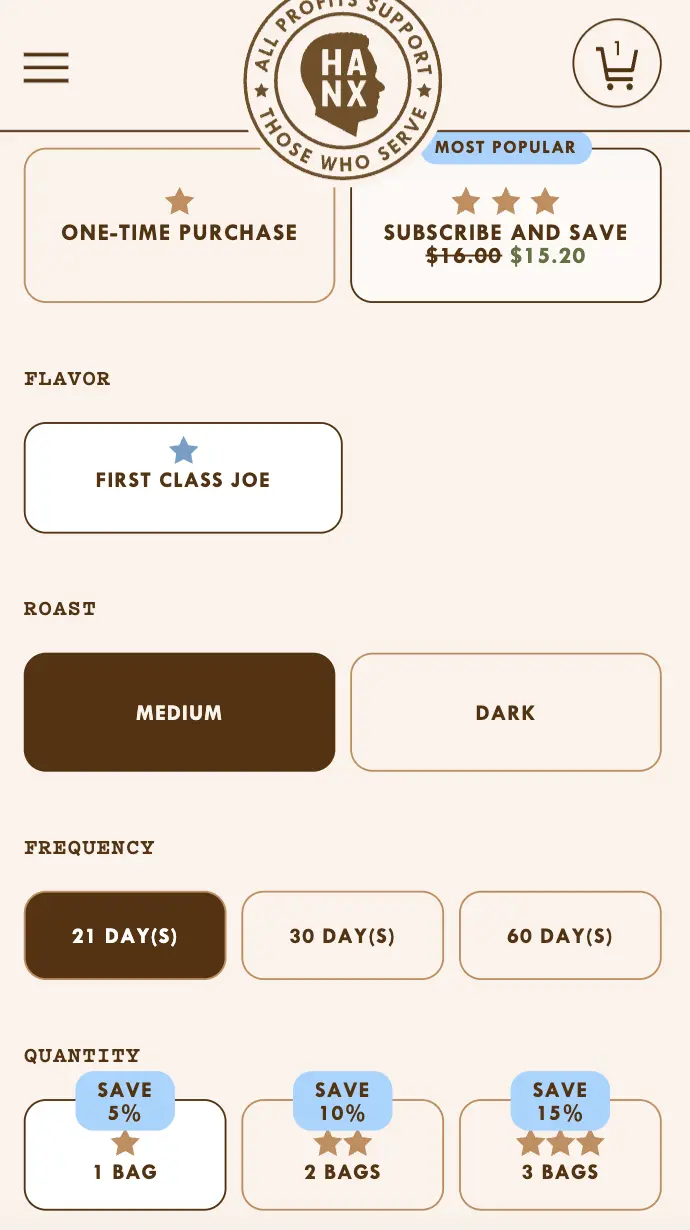 ALL PROFITS SUPPORT
HA
NX
THOSE WHO SERVE
1
MOST POPULAR
ONE-TIME PURCHASE
SUBSCRIBE AND SAVE
$16.00 $15.20
FLAVOR
FIRST CLASS JOE
ROAST
MEDIUM
DARK
FREQUENCY
21 DAY(S)
30 DAY(S)
60 DAY(S)
QUANTITY
SAVE
5%
1 BAG
SAVE
10%
2 BAGS
SAVE
15%
3 BAGS